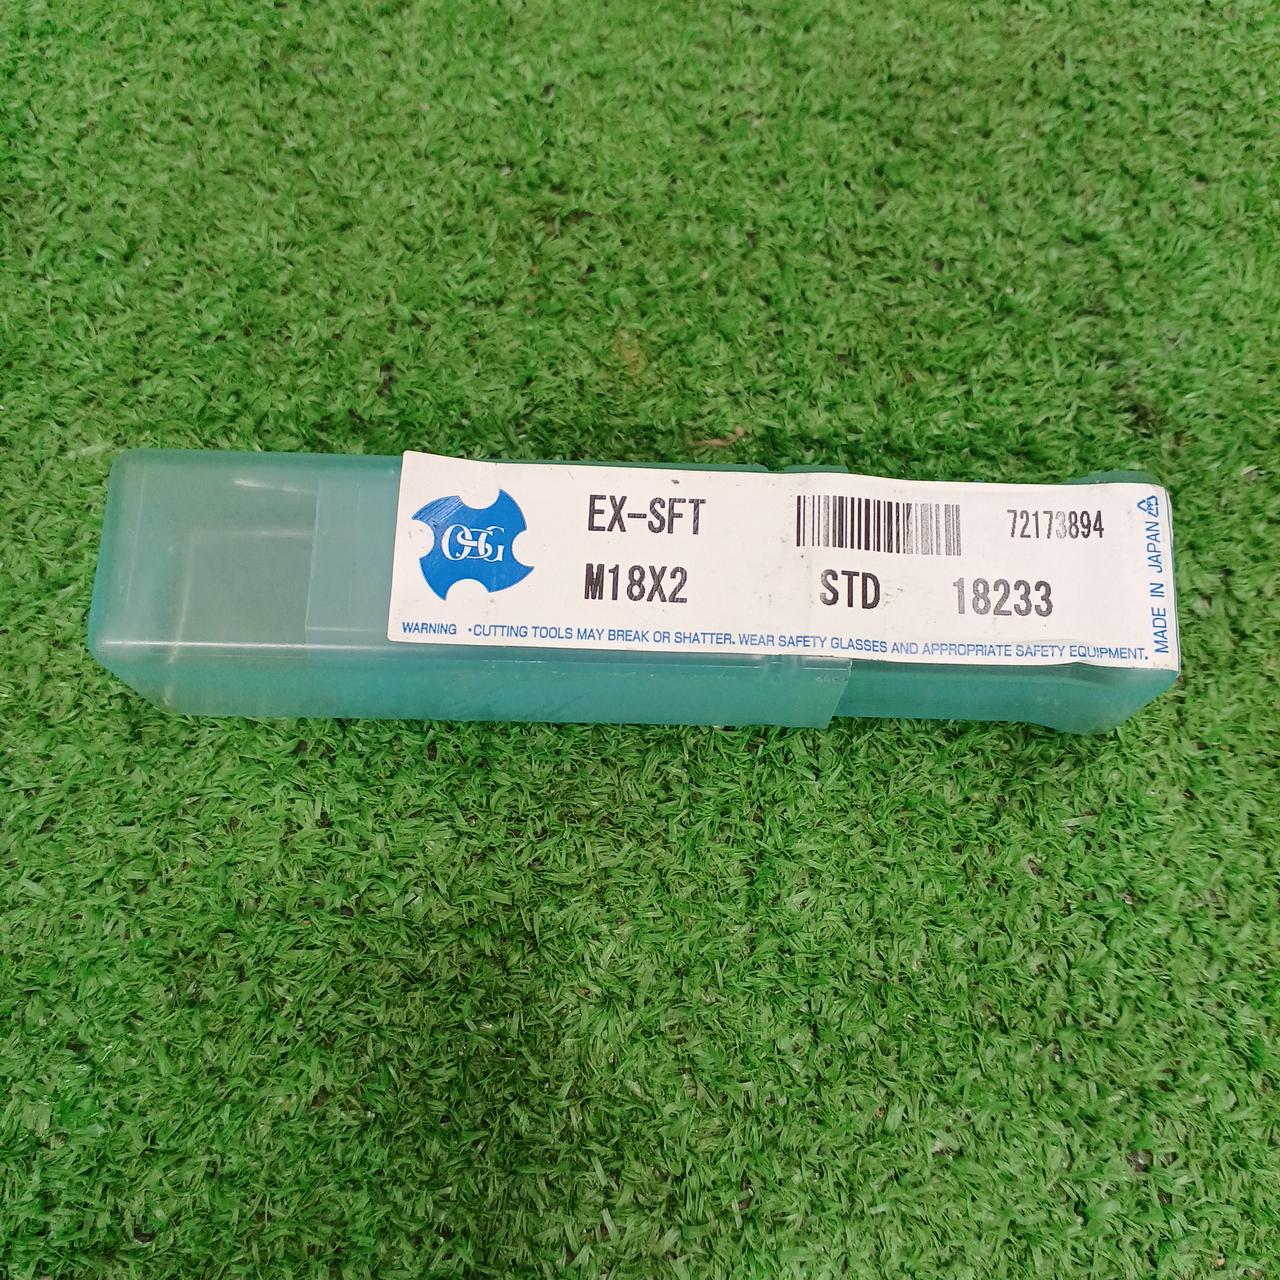 OSG
EX-SFT
72173894
M18X2 STD 18233
WARNING ・CUTTING TOOLS MAY BREAK OR SHATTER. WEAR SAFETY GLASSES AND APPROPRIATE SAFETY EQUIPMENT.
MADE IN JAPAN